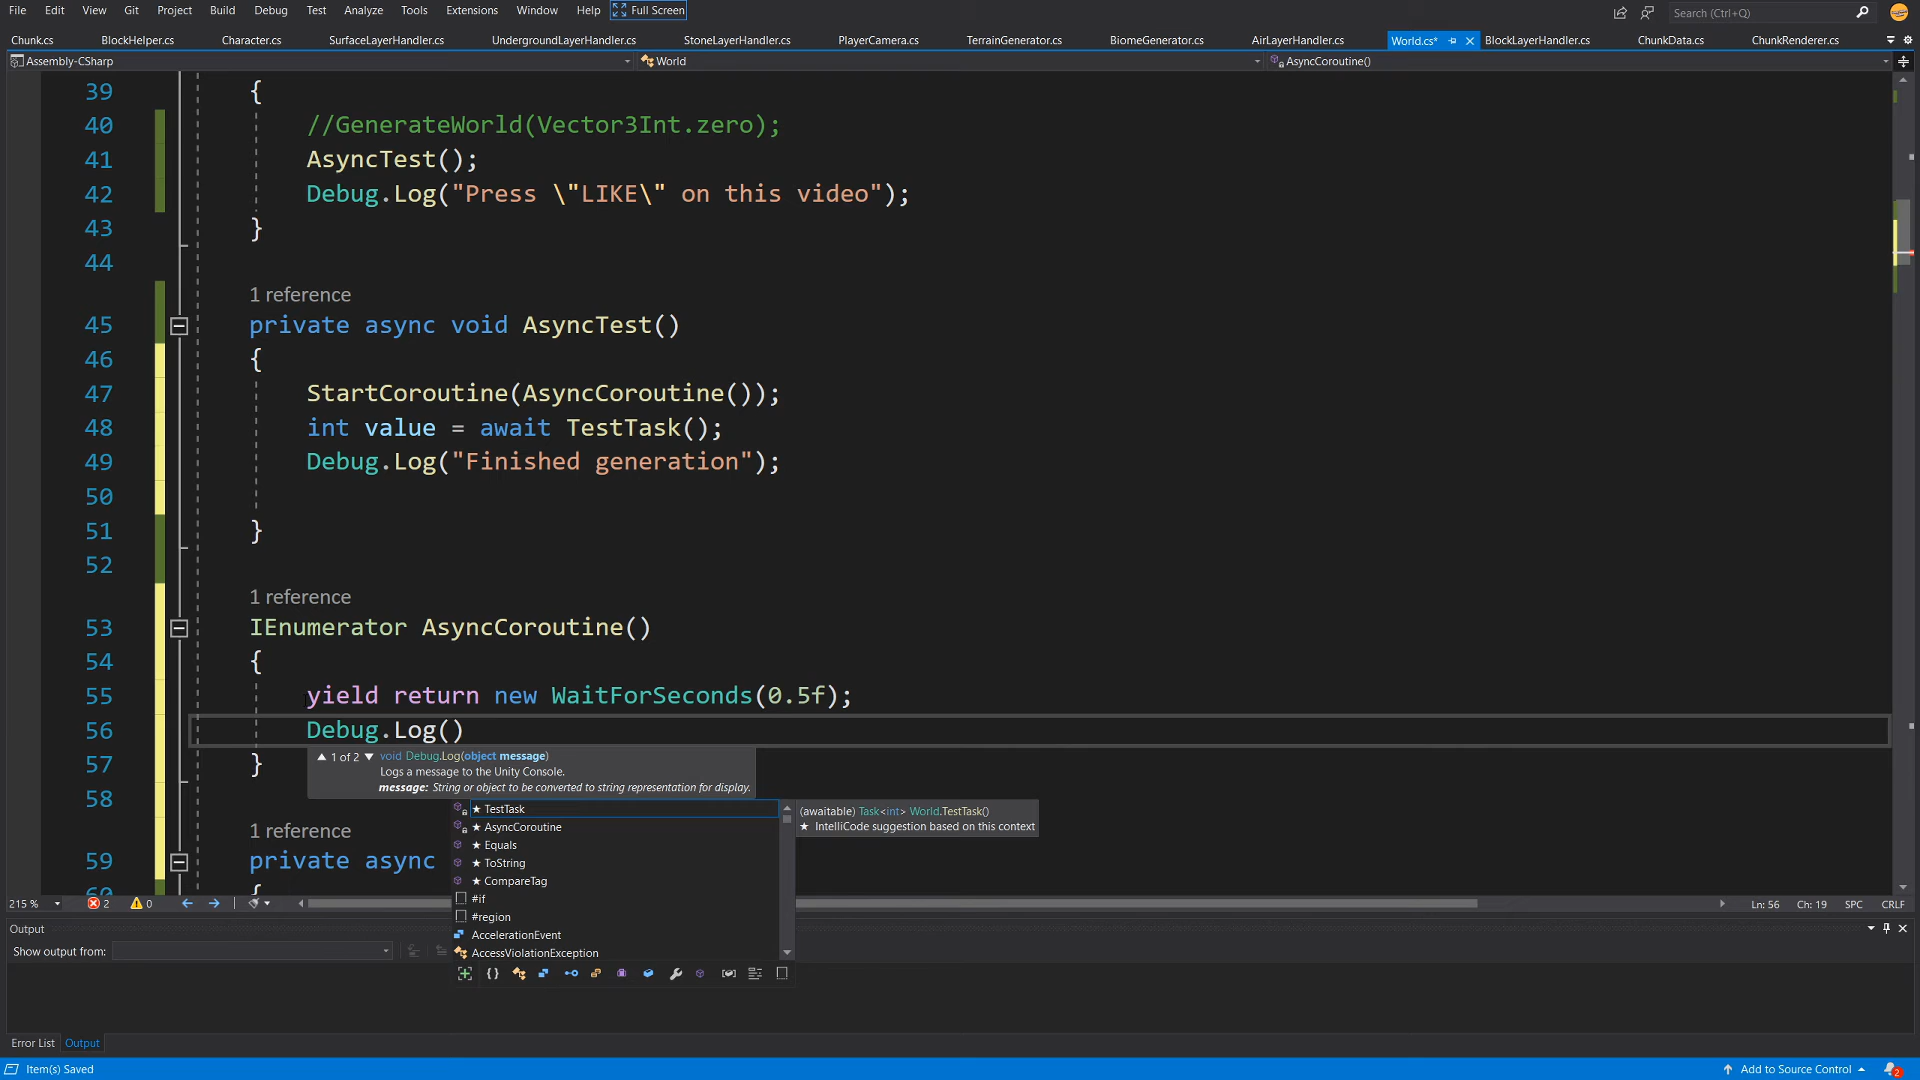 File Edit View Git Project Build Debug Test Analyze Tools Extensions Window Help Full Screen Search (Ctrl+Q)
Chunk.cs BlockHelper.cs Character.cs SurfaceLayerHandler.cs UndergroundLayerHandler.cs StoneLayerHandler.cs PlayerCamera.cs TerrainGenerator.cs BiomeGenerator.cs AirLayerHandler.cs World.cs* BlockLayerHandler.cs ChunkData.cs ChunkRenderer.cs
Assembly-CSharp World AsyncCoroutine()
39 {
40 //GenerateWorld(Vector3Int.zero);
41 AsyncTest();
42 Debug.Log("Press \"LIKE\" on this video");
43 }
44
1 reference
45 private async void AsyncTest()
46 {
47 StartCoroutine(AsyncCoroutine());
48 int value = await TestTask();
49 Debug.Log("Finished generation");
50
51 }
52
1 reference
53 IEnumerator AsyncCoroutine()
54 {
55 yield return new WaitForSeconds(0.5f);
56 Debug.Log()
57 }
1 of 2 void Debug.Log(object message)
Logs a message to the Unity Console.
message: String or object to be converted to string representation for display.
58
TestTask
(awaitable) Task<int> World.TestTask()
★ IntelliCode suggestion based on this context
★ AsyncCoroutine
★ Equals
★ ToString
★ CompareTag
#if
#region
AccelerationEvent
AccessViolationException
1 reference
59 private async
60 {
215 % 2 0 Ln: 56 Ch: 19 SPC CRLF
Output
Show output from:
Error List Output
Item(s) Saved Add to Source Control 2